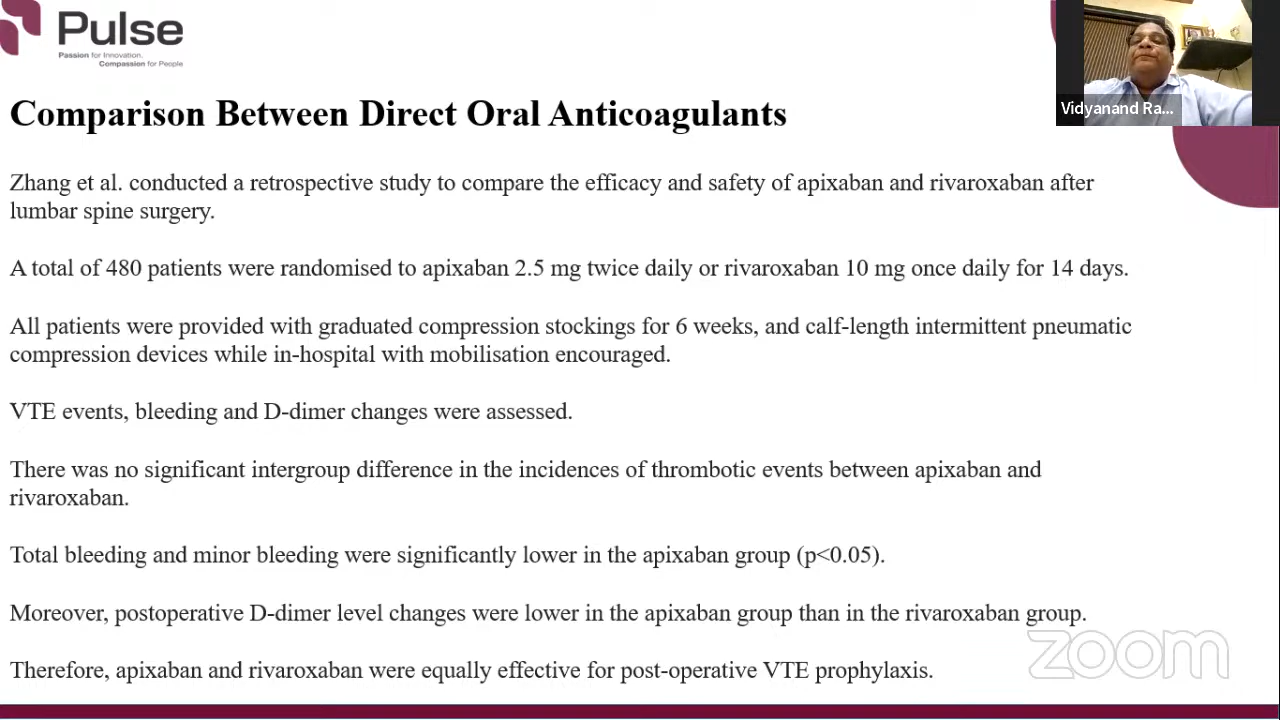 Pulse
Passion for Innovation.
Compassion for People
Vidyanand Ra...
Comparison Between Direct Oral Anticoagulants
Zhang et al. conducted a retrospective study to compare the efficacy and safety of apixaban and rivaroxaban after
lumbar spine surgery.
A total of 480 patients were randomised to apixaban 2.5 mg twice daily or rivaroxaban 10 mg once daily for 14 days.
All patients were provided with graduated compression stockings for 6 weeks, and calf-length intermittent pneumatic
compression devices while in-hospital with mobilisation encouraged.
VTE events, bleeding and D-dimer changes were assessed.
There was no significant intergroup difference in the incidences of thrombotic events between apixaban and
rivaroxaban.
Total bleeding and minor bleeding were significantly lower in the apixaban group (p<0.05).
Moreover, postoperative D-dimer level changes were lower in the apixaban group than in the rivaroxaban group.
zoom
Therefore, apixaban and rivaroxaban were equally effective for post-operative VTE prophylaxis.